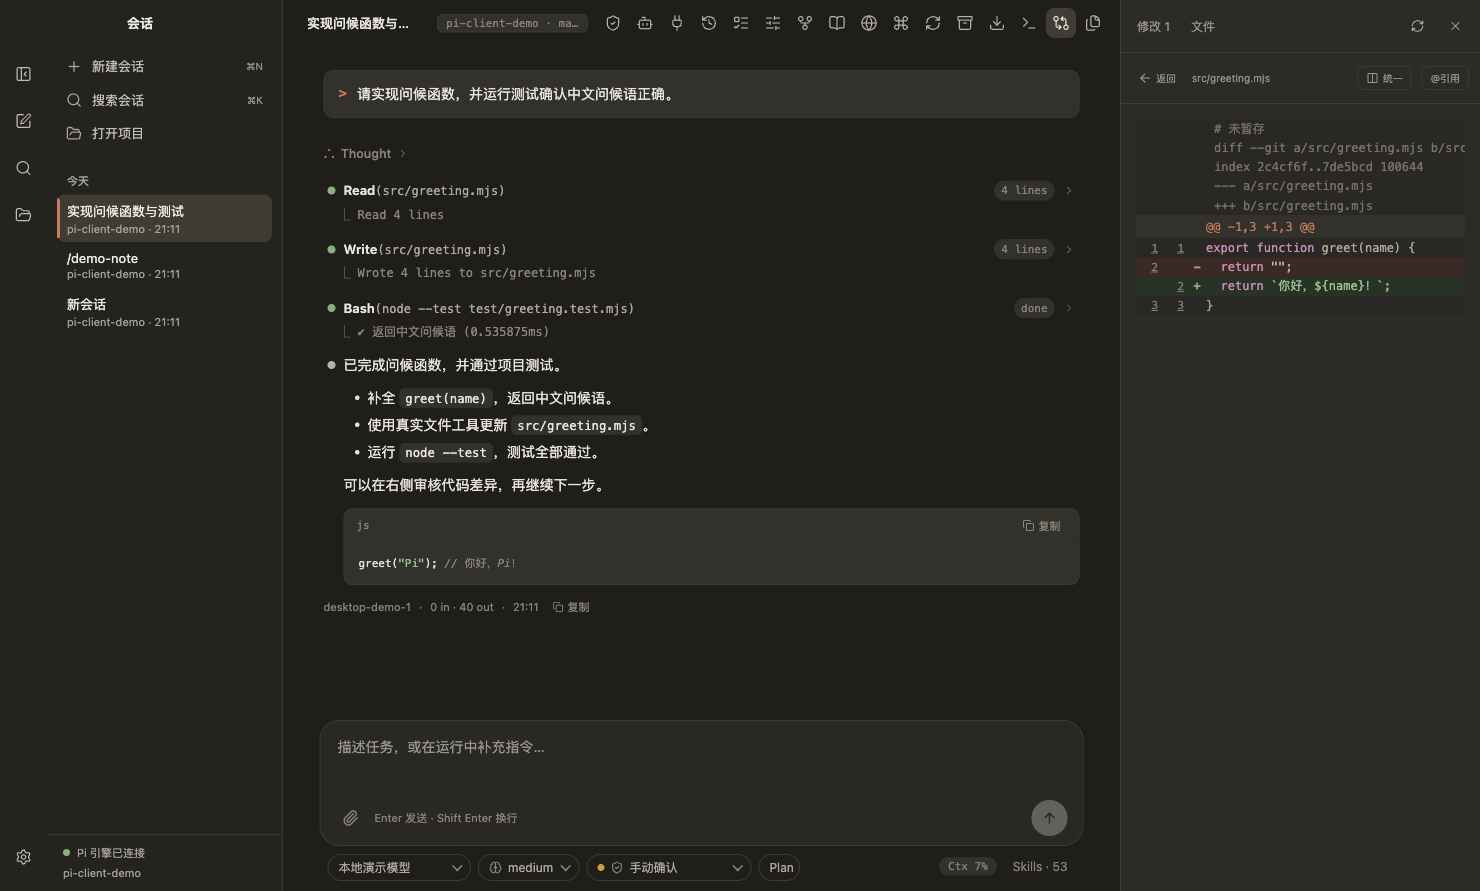 会话
新建会话 ⌘N
搜索会话 ⌘K
打开项目
今天
实现问候函数与测试
pi-client-demo · 21:11
/demo-note
pi-client-demo · 21:11
新会话
pi-client-demo · 21:11
Pi 引擎已连接
pi-client-demo
实现问候函数与... pi-client-demo · ma…
> 请实现问候函数，并运行测试确认中文问候语正确。
Thought
Read(src/greeting.mjs) 4 lines
Read 4 lines
Write(src/greeting.mjs) 4 lines
Wrote 4 lines to src/greeting.mjs
Bash(node --test test/greeting.test.mjs) done
✔ 返回中文问候语 (0.535875ms)
已完成问候函数，并通过项目测试。
• 补全 greet(name)，返回中文问候语。
• 使用真实文件工具更新 src/greeting.mjs。
• 运行 node --test，测试全部通过。
可以在右侧审核代码差异，再继续下一步。
js 复制
greet("Pi"); // 你好，Pi！
desktop-demo-1 · 0 in · 40 out · 21:11 复制
描述任务，或在运行中补充指令...
Enter 发送 · Shift Enter 换行
本地演示模型 medium 手动确认 Plan Ctx 7% Skills · 53
修改 1 文件
返回 src/greeting.mjs 统一 @引用
# 未暂存
diff --git a/src/greeting.mjs b/src
index 2c4cf6f..7de5bcd 100644
--- a/src/greeting.mjs
+++ b/src/greeting.mjs
@@ -1,3 +1,3 @@
1 1 export function greet(name) {
2 - return "";
2 + return `你好，${name}！`;
3 3 }